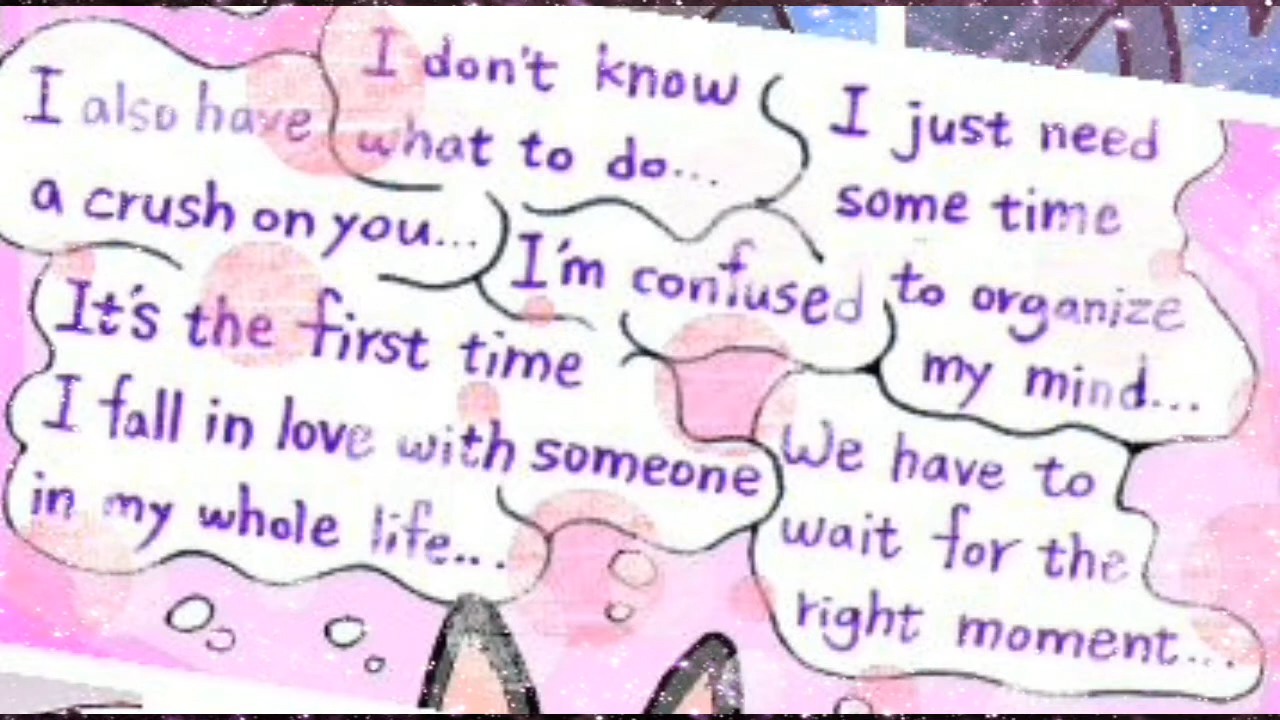 I also have
a crush on you...
I don't know
what to do...
I just need
some time
to organize
my mind...
I'm confused
It's the first time
I fall in love with someone
in my whole life...
We have to
wait for the
right moment...